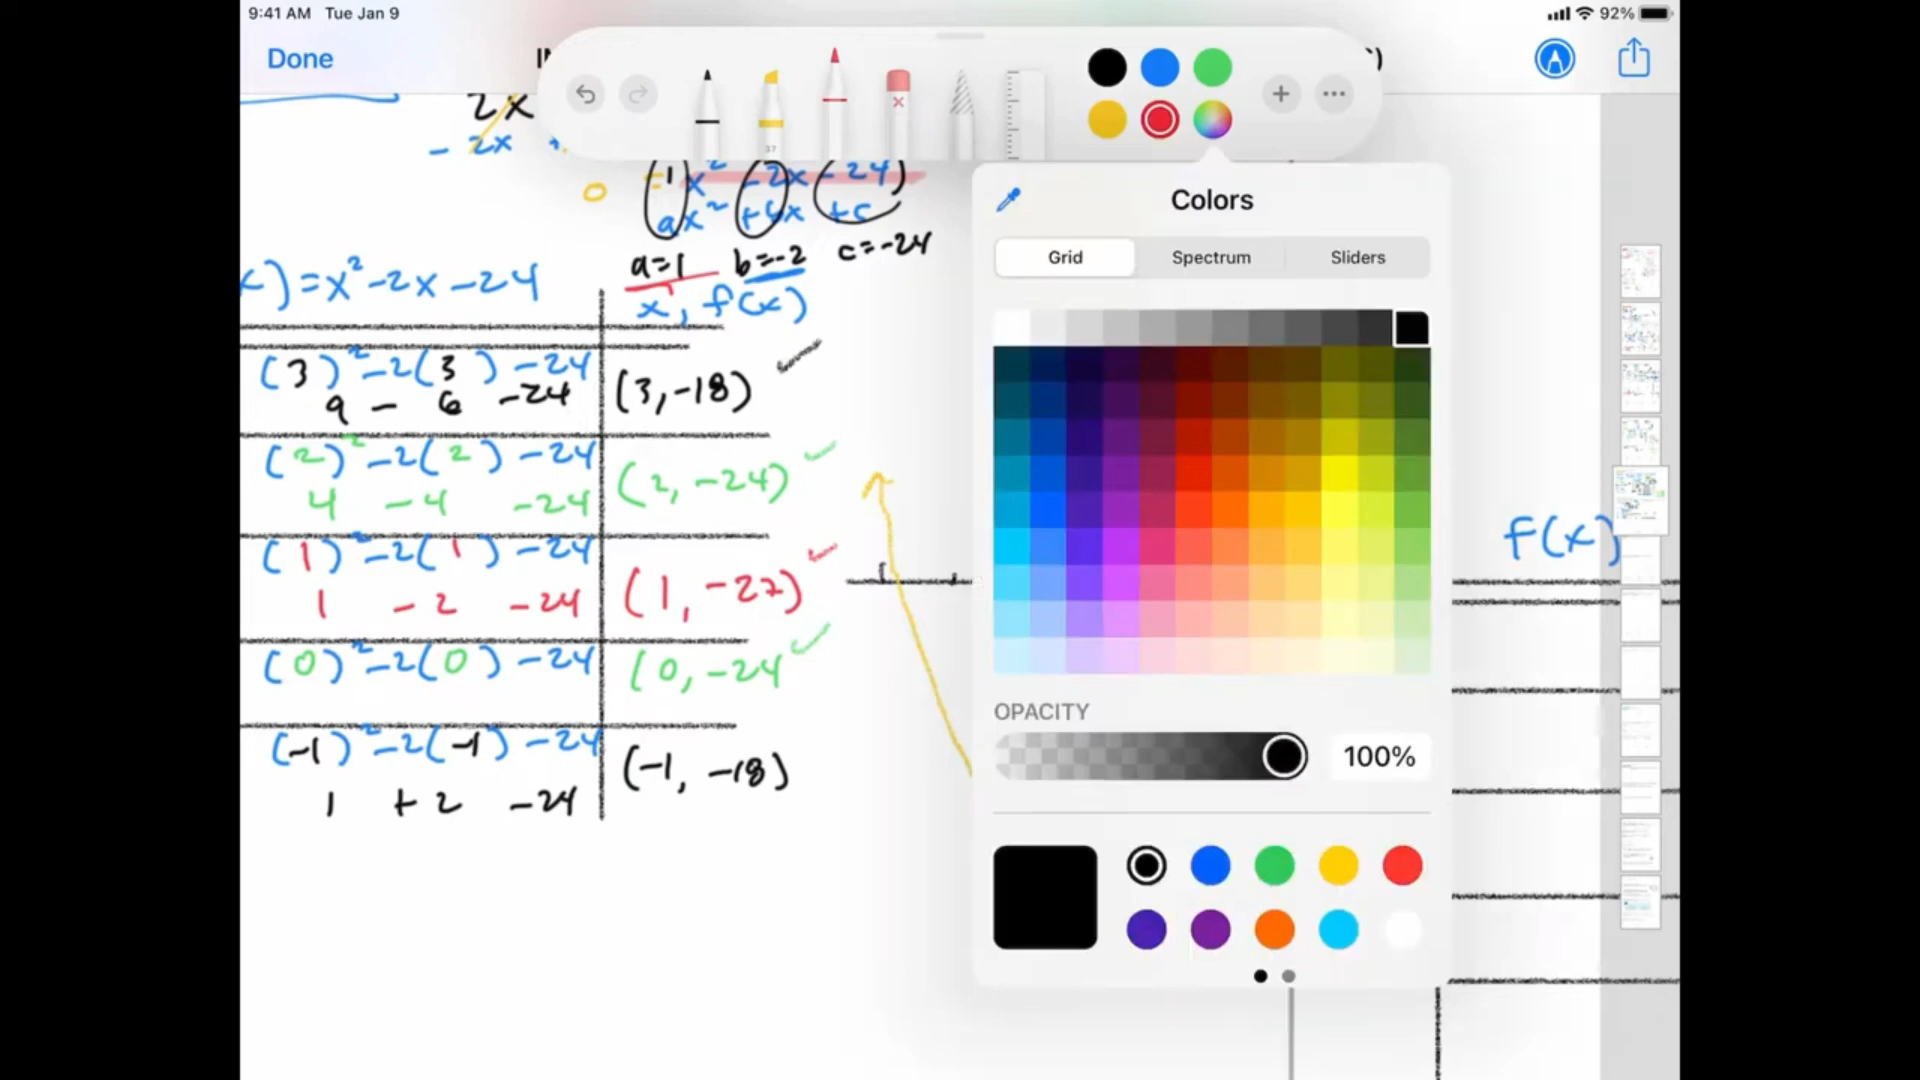 9:41 AM Tue Jan 9
92%
Done
2x
- 2x
37
0
= 1x² - 2x - 24)
ax² + bx + c
a=1 b=-2 c=-24
x) = x² - 2x - 24
x, f(x)
(3)² - 2(3) - 24
9 - 6 - 24
(3, -18)
(2)² - 2(2) - 24
4 - 4 - 24
(2, -24)
(1)² - 2(1) - 24
1 - 2 - 24
(1, -27)
(0)² - 2(0) - 24
(0, -24
(-1)² - 2(-1) - 24
1 + 2 - 24
(-1, -18)
Colors
Grid
Spectrum
Sliders
OPACITY
100%
f(x)